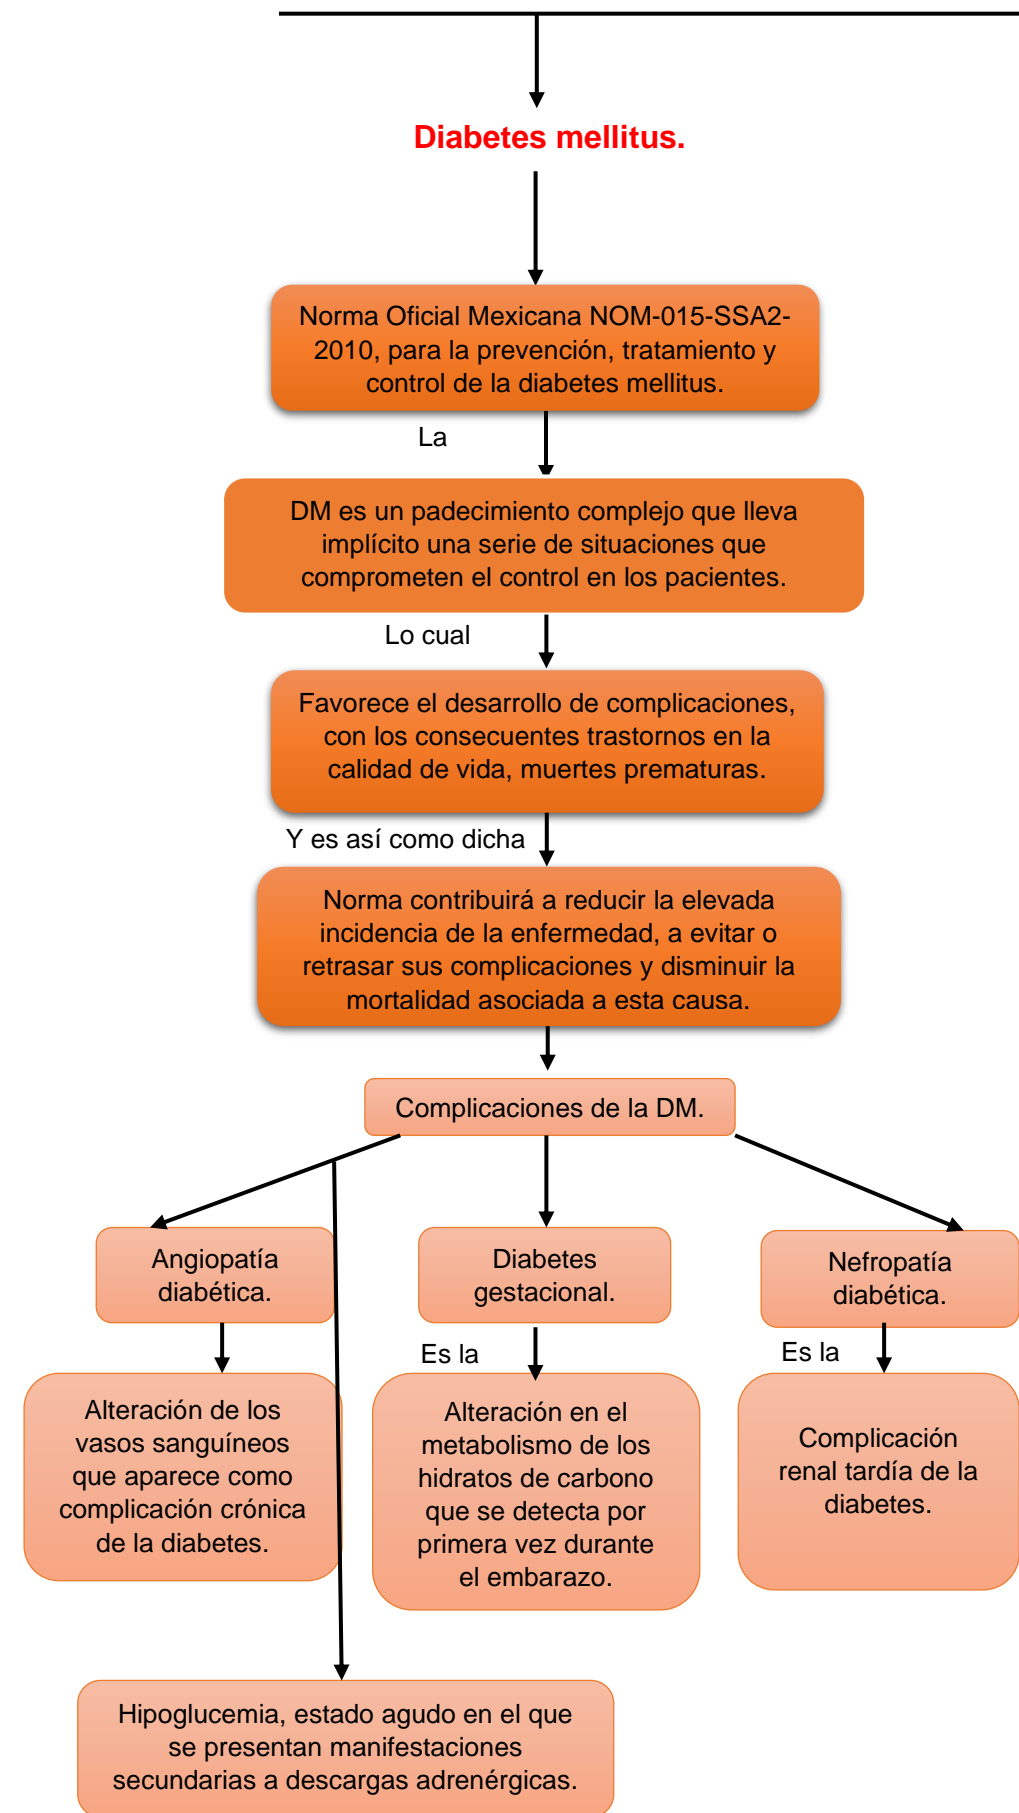 Diabetes mellitus.
Norma Oficial Mexicana NOM-015-SSA2-
2010, para la prevención, tratamiento y
control de la diabetes mellitus.
La
DM es un padecimiento complejo que lleva
implícito una serie de situaciones que
comprometen el control en los pacientes.
Lo cual
Favorece el desarrollo de complicaciones,
con los consecuentes trastornos en la
calidad de vida, muertes prematuras.
Y es así como dicha
Norma contribuirá a reducir la elevada
incidencia de la enfermedad, a evitar o
retrasar sus complicaciones y disminuir la
mortalidad asociada a esta causa.
Complicaciones de la DM.
Angiopatía
diabética.
Alteración de los
vasos sanguíneos
que aparece como
complicación crónica
de la diabetes.
Diabetes
gestacional.
Es la
Alteración en el
metabolismo de los
hidratos de carbono
que se detecta por
primera vez durante
el embarazo.
Nefropatía
diabética.
Es la
Complicación
renal tardía de la
diabetes.
Hipoglucemia, estado agudo en el que
se presentan manifestaciones
secundarias a descargas adrenérgicas.